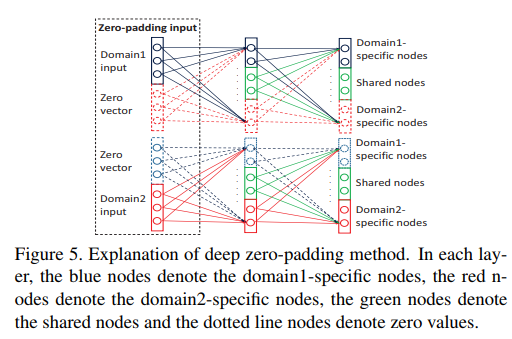 Zero-padding input
Domain1
input
Zero
vector
Domain1-
specific nodes
Shared nodes
Domain2-
specific nodes
Zero
vector
Domain2
input
Domain1-
specific nodes
Shared nodes
Domain2-
specific nodes
Figure 5. Explanation of deep zero-padding method. In each lay-
er, the blue nodes denote the domain1-specific nodes, the red n-
odes denote the domain2-specific nodes, the green nodes denote
the shared nodes and the dotted line nodes denote zero values.